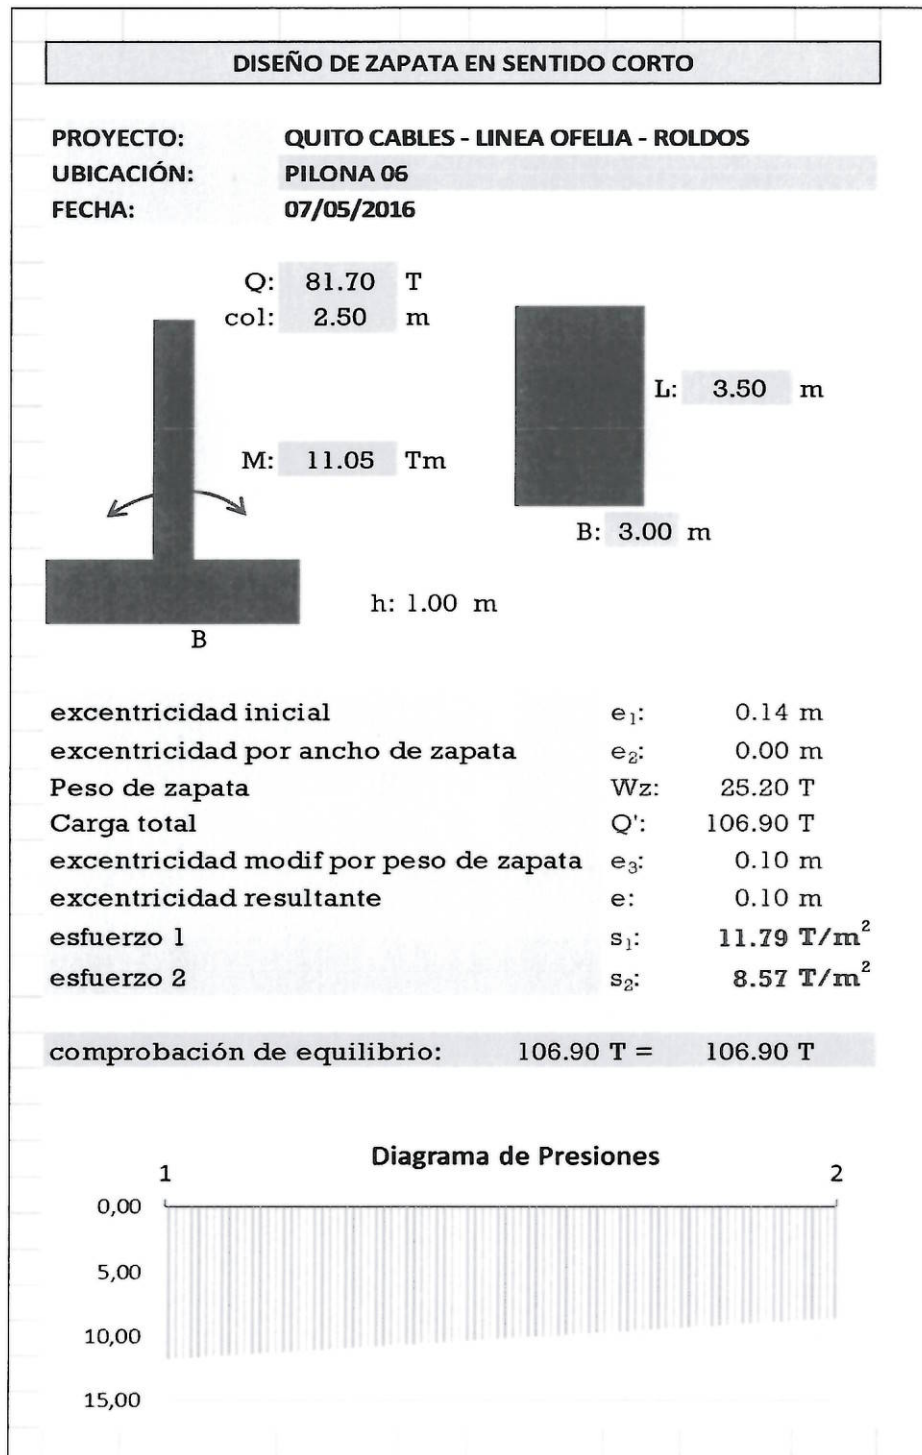 DISEÑO DE ZAPATA EN SENTIDO CORTO
PROYECTO: QUITO CABLES - LINEA OFELIA - ROLDOS
UBICACIÓN: PILONA 06
FECHA: 07/05/2016
Q: 81.70 T
col: 2.50 m
L: 3.50 m
M: 11.05 Tm
B: 3.00 m
h: 1.00 m
B
excentricidad inicial e₁: 0.14 m
excentricidad por ancho de zapata e₂: 0.00 m
Peso de zapata Wz: 25.20 T
Carga total Q': 106.90 T
excentricidad modif por peso de zapata e₃: 0.10 m
excentricidad resultante e: 0.10 m
esfuerzo 1 s₁: 11.79 T/m²
esfuerzo 2 s₂: 8.57 T/m²
comprobación de equilibrio: 106.90 T = 106.90 T
Diagrama de Presiones
1 2
0,00
5,00
10,00
15,00